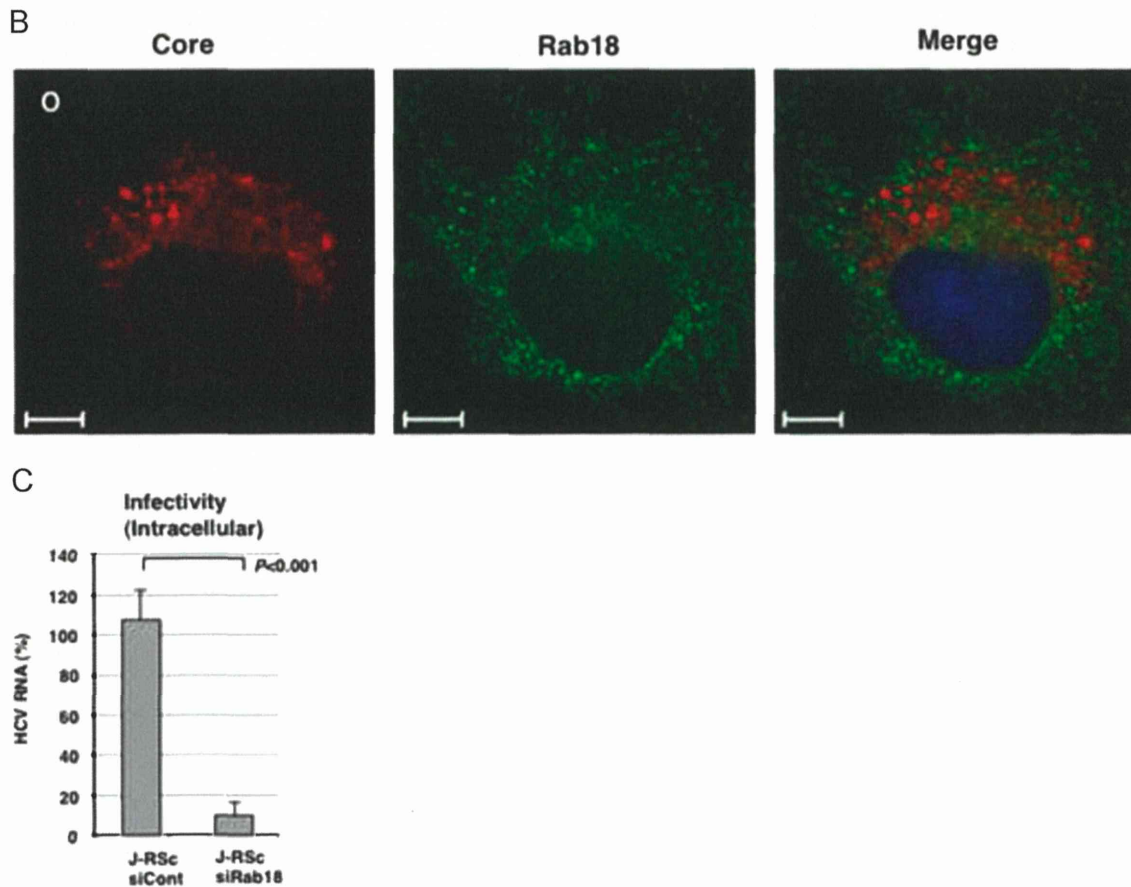 B
Core Rab18 Merge
O
C
Infectivity
(Intracellular)
P<0.001
140
120
100
80
60
40
20
0
HCV RNA (%)
J-RSc J-RSc
siCont siRab18